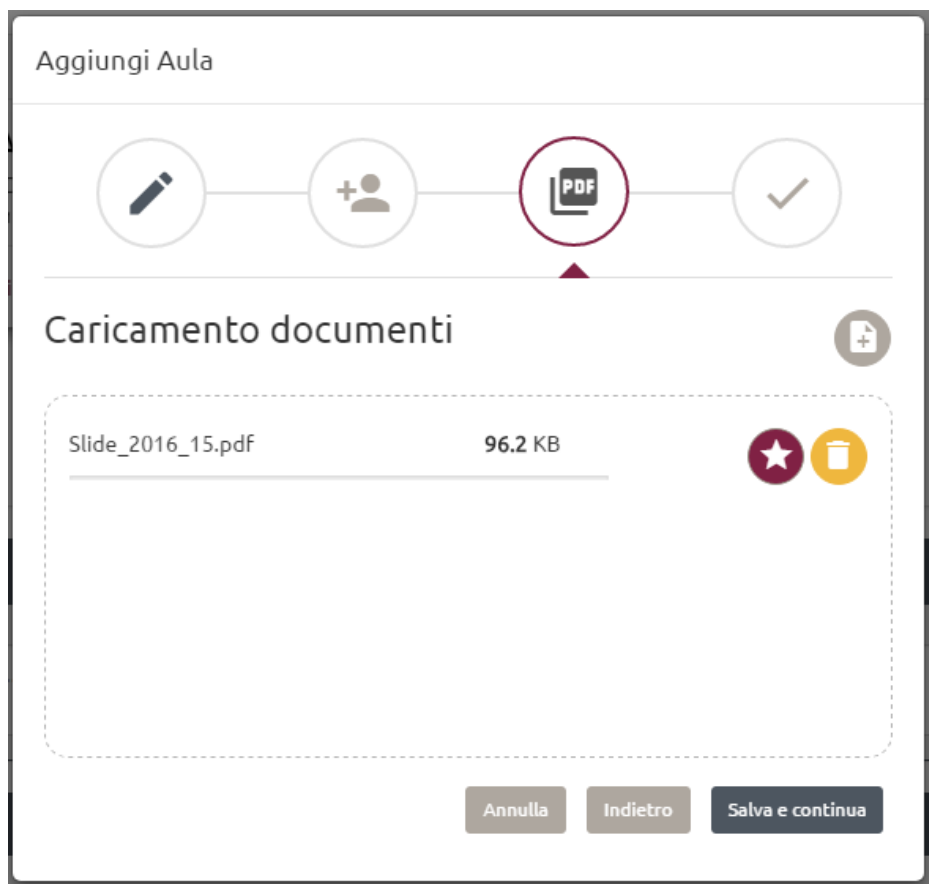 Aggiungi Aula
PDF
Caricamento documenti
Slide_2016_15.pdf 96.2 KB
Annulla Indietro Salva e continua